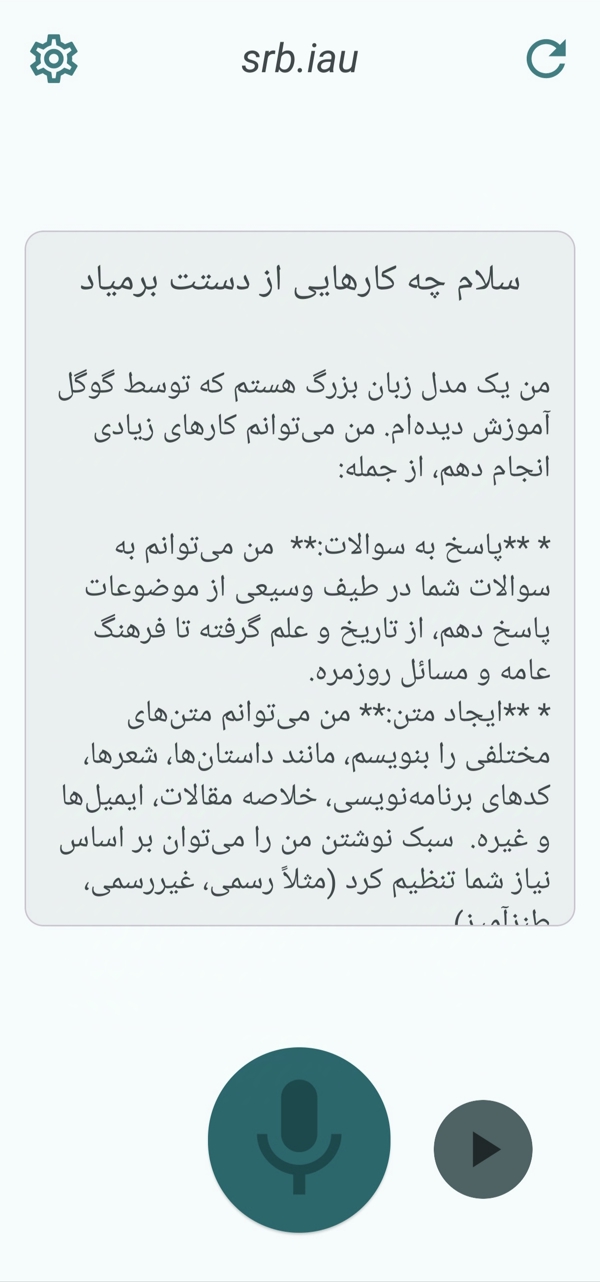 srb.iau
سلام چه کارهایی از دستت برمیاد
من یک مدل زبان بزرگ هستم که توسط گوگل
آموزش دیده‌ام. من می‌توانم کارهای زیادی
انجام دهم، از جمله:
* **پاسخ به سوالات:**  من می‌توانم به
سوالات شما در طیف وسیعی از موضوعات
پاسخ دهم، از تاریخ و علم گرفته تا فرهنگ
عامه و مسائل روزمره.
* **ایجاد متن:** من می‌توانم متن‌های
مختلفی را بنویسم، مانند داستان‌ها، شعرها،
کدهای برنامه‌نویسی، خلاصه مقالات، ایمیل‌ها
و غیره.  سبک نوشتن من را می‌توان بر اساس
نیاز شما تنظیم کرد (مثلاً رسمی، غیررسمی،